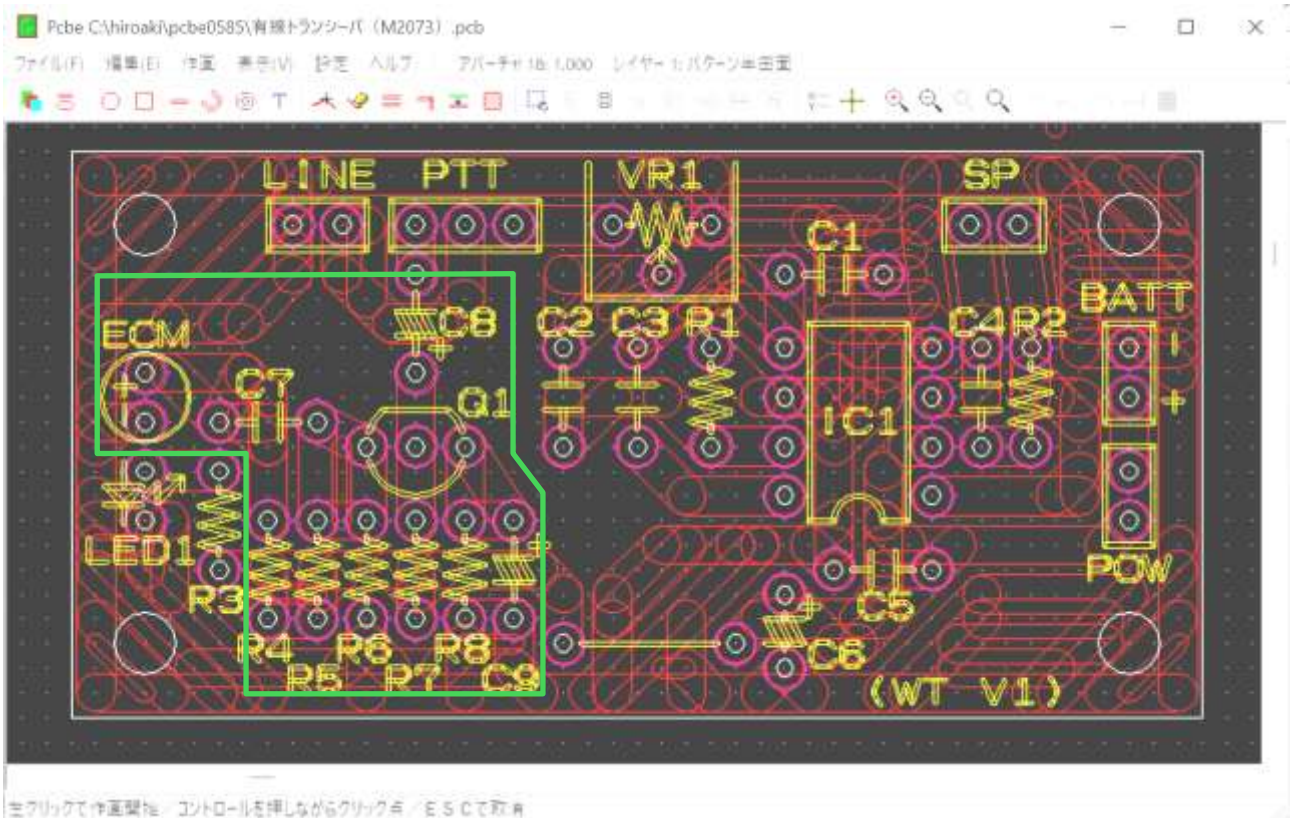 Pcbe C:\hiroaki\pcbe0585\有線トランシーバ（M2073）.pcb
ファイル(F) 編集(E) 作画 表示(V) 設定 ヘルプ アパーチャ 18: 1.000 レイヤー 1: パターン半田面
LINE PTT VR1 SP
C1
BATT
ECM C8 C2 C3 R1 C4 R2 -
C7 Q1 +
IC1
LED1 +
POW
R3 + C5
R4 R6 R8 C6
R5 R7 C9 (WT-V1)
左クリックで作画開始／コントロールを押しながらクリック点／ＥＳＣで取消